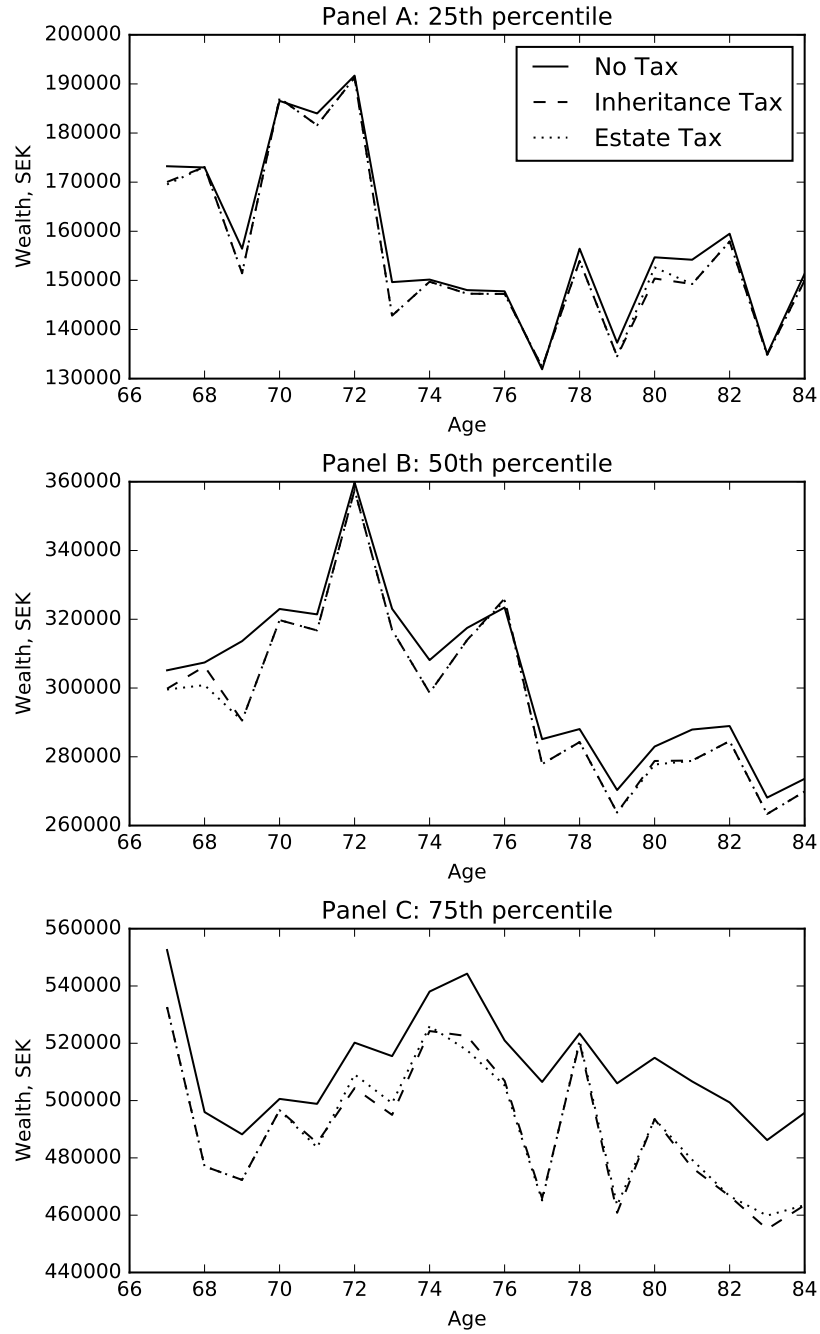 Panel A: 25th percentile
200000
190000
180000
170000
160000
150000
140000
130000
Wealth, SEK
No Tax
Inheritance Tax
Estate Tax
66 68 70 72 74 76 78 80 82 84
Age
Panel B: 50th percentile
360000
340000
320000
300000
280000
260000
Wealth, SEK
66 68 70 72 74 76 78 80 82 84
Age
Panel C: 75th percentile
560000
540000
520000
500000
480000
460000
440000
Wealth, SEK
66 68 70 72 74 76 78 80 82 84
Age